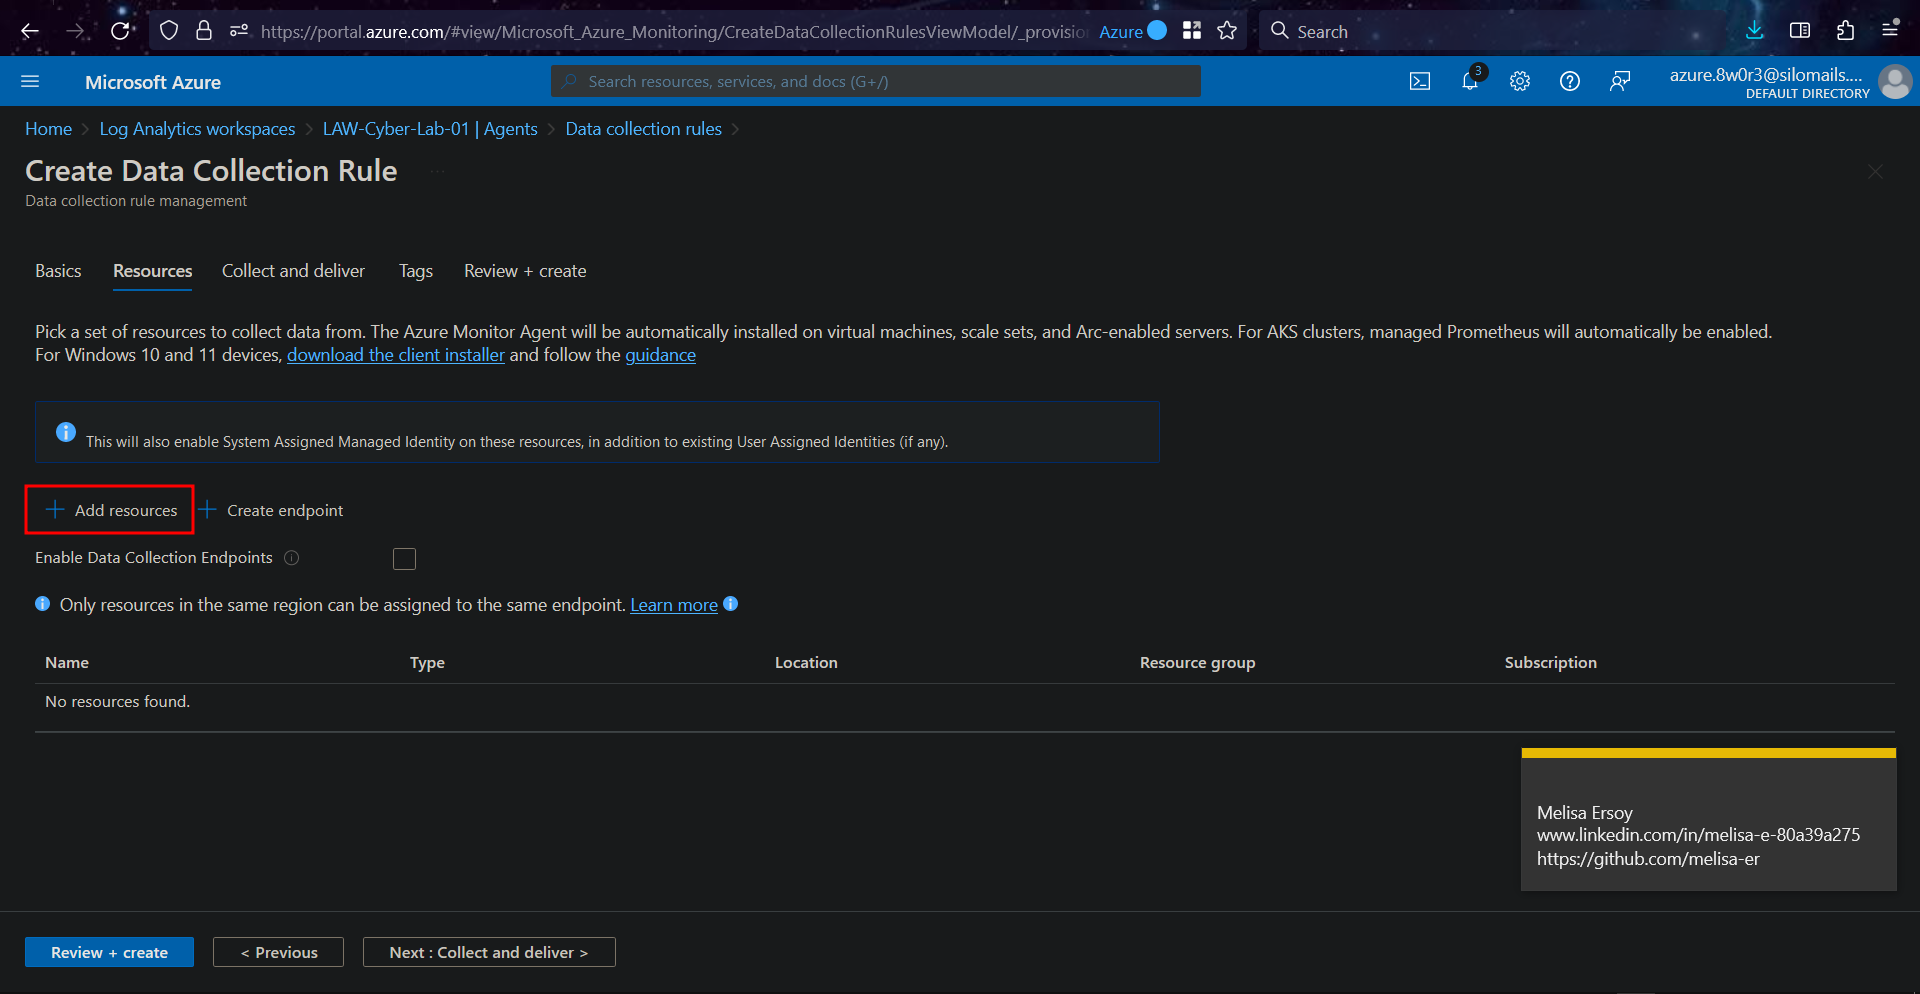 https://portal.azure.com/#view/Microsoft_Azure_Monitoring/CreateDataCollectionRulesViewModel/_provisio
Azure
Search
Microsoft Azure
Search resources, services, and docs (G+/)
3
azure.8w0r3@silomails....
DEFAULT DIRECTORY
Home > Log Analytics workspaces > LAW-Cyber-Lab-01 | Agents > Data collection rules >
Create Data Collection Rule ...
Data collection rule management
Basics Resources Collect and deliver Tags Review + create
Pick a set of resources to collect data from. The Azure Monitor Agent will be automatically installed on virtual machines, scale sets, and Arc-enabled servers. For AKS clusters, managed Prometheus will automatically be enabled.
For Windows 10 and 11 devices, download the client installer and follow the guidance
This will also enable System Assigned Managed Identity on these resources, in addition to existing User Assigned Identities (if any).
+ Add resources + Create endpoint
Enable Data Collection Endpoints
Only resources in the same region can be assigned to the same endpoint. Learn more
Name Type Location Resource group Subscription
No resources found.
Melisa Ersoy
www.linkedin.com/in/melisa-e-80a39a275
https://github.com/melisa-er
Review + create < Previous Next : Collect and deliver >